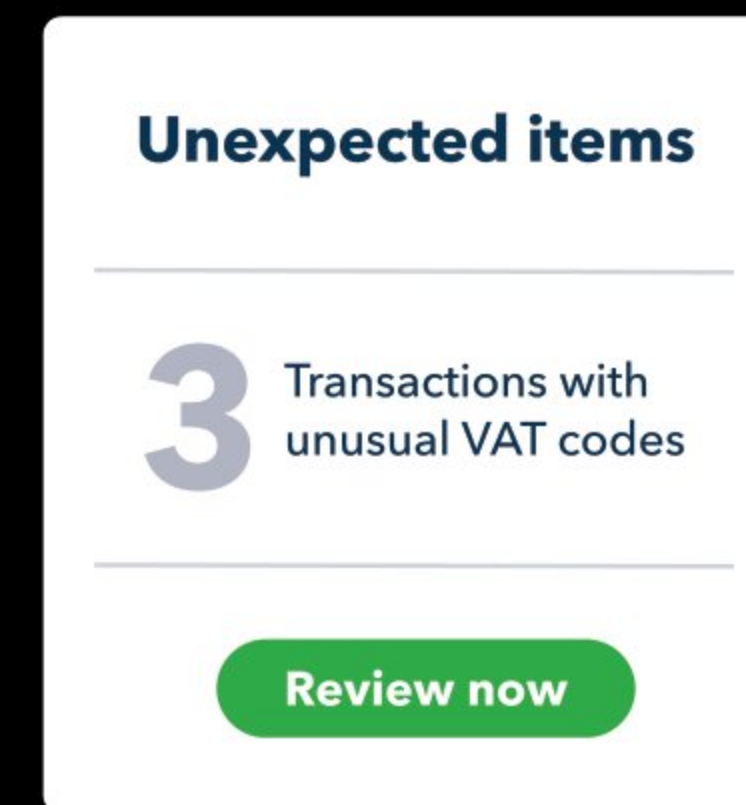 Unexpected items
3
Transactions with
unusual VAT codes
Review now